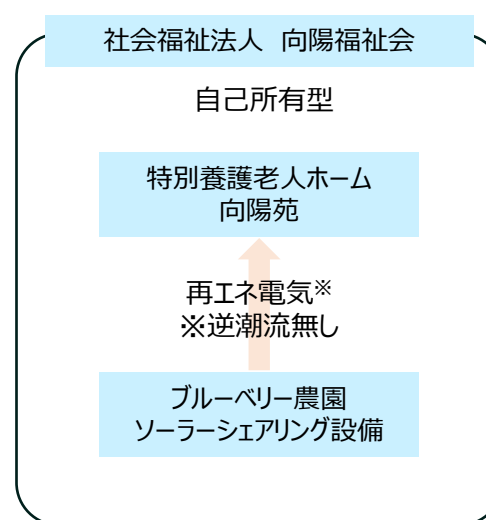 社会福祉法人 向陽福祉会
自己所有型
特別養護老人ホーム
向陽苑
再エネ電気※
※逆潮流無し
ブルーベリー農園
ソーラーシェアリング設備